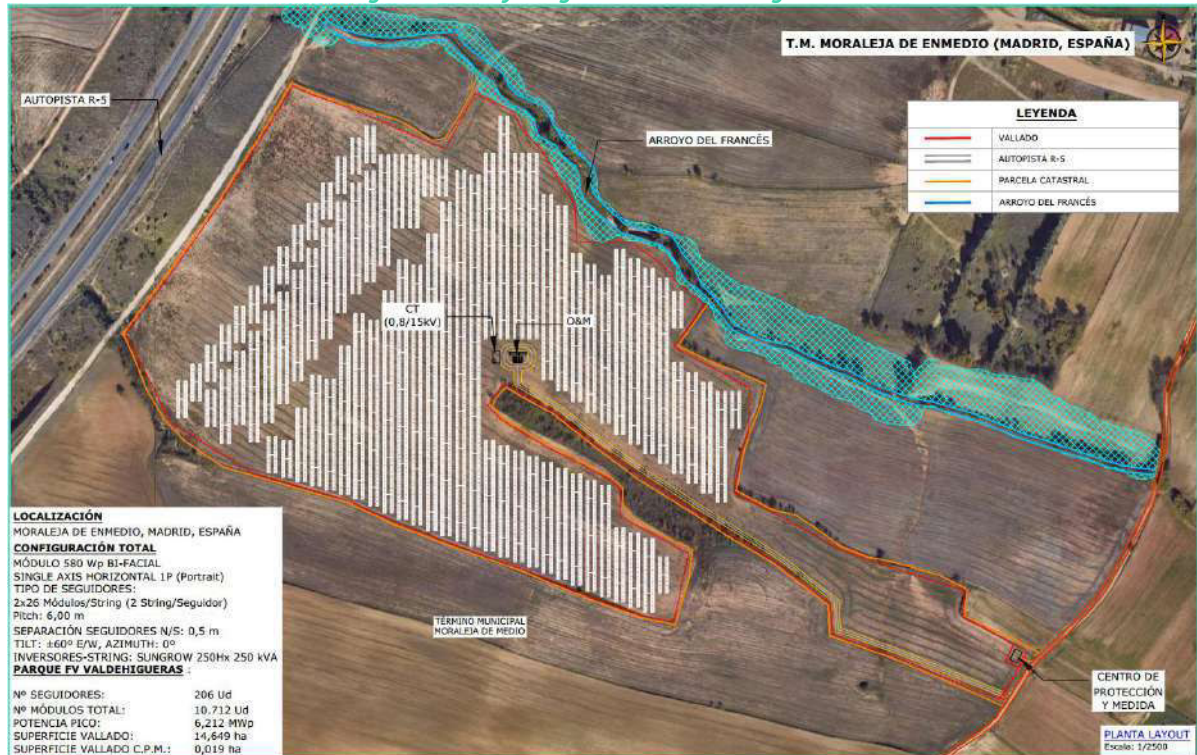 T.M. MORALEJA DE ENMEDIO (MADRID, ESPAÑA)
AUTOPISTA R-5
ARROYO DEL FRANCÉS
LEYENDA
VALLADO
AUTOPISTA R-5
PARCELA CATASTRAL
ARROYO DEL FRANCÉS
CT
(0,8/15kV)
O&M
LOCALIZACIÓN
MORALEJA DE ENMEDIO, MADRID, ESPAÑA
CONFIGURACIÓN TOTAL
MÓDULO 580 Wp BI-FACIAL
SINGLE AXIS HORIZONTAL 1P (Portrait)
TIPO DE SEGUIDORES:
2x26 Módulos/String (2 String/Seguidor)
Pitch: 6,00 m
SEPARACIÓN SEGUIDORES N/S: 0,5 m
TILT: ±60º E/W, AZIMUTH: 0º
INVERSORES-STRING: SUNGROW 250Hx 250 kVA
PARQUE FV VALDEHIGUERAS :
Nº SEGUIDORES: 206 Ud
Nº MÓDULOS TOTAL: 10.712 Ud
POTENCIA PICO: 6,212 MWp
SUPERFICIE VALLADO: 14,649 ha
SUPERFICIE VALLADO C.P.M.: 0,019 ha
TÉRMINO MUNICIPAL
MORALEJA DE MEDIO
CENTRO DE
PROTECCIÓN
Y MEDIDA
PLANTA LAYOUT
Escala: 1/2500